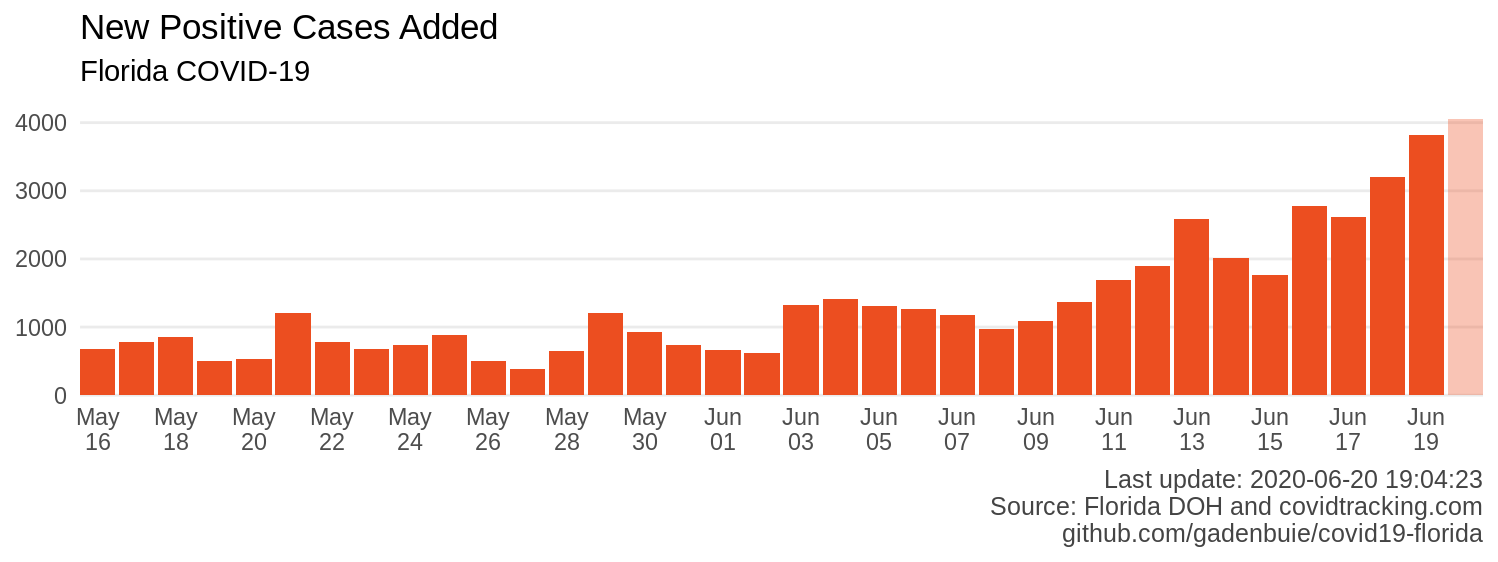 New Positive Cases Added
Florida COVID-19
4000
3000
2000
1000
0
May May May May May May May May Jun Jun Jun Jun Jun Jun Jun Jun Jun Jun
16 18 20 22 24 26 28 30 01 03 05 07 09 11 13 15 17 19
Last update: 2020-06-20 19:04:23
Source: Florida DOH and covidtracking.com
github.com/gadenbuie/covid19-florida